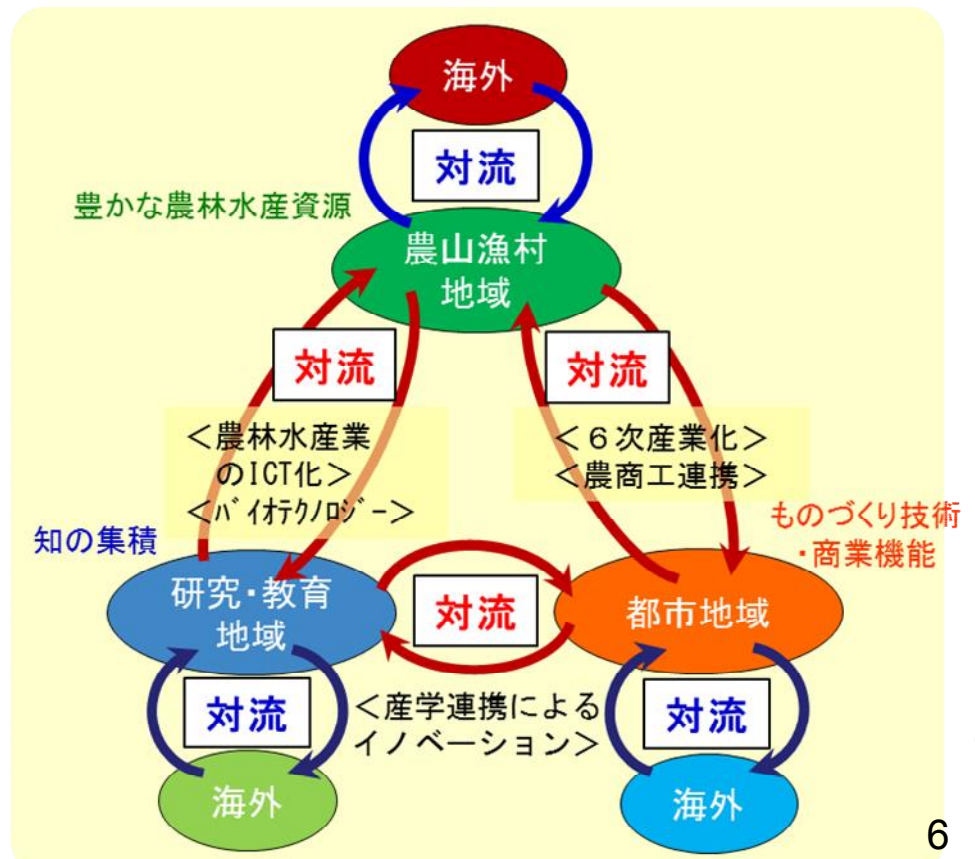 海外
対流
豊かな農林水産資源
農山漁村
地域
対流
対流
＜農林水産業
のICT化＞
＜ﾊﾞｲｵﾃｸﾉﾛｼﾞｰ＞
＜６次産業化＞
＜農商工連携＞
知の集積
ものづくり技術
・商業機能
研究・教育
地域
対流
都市地域
対流
＜産学連携による
イノベーション＞
対流
海外
海外
6